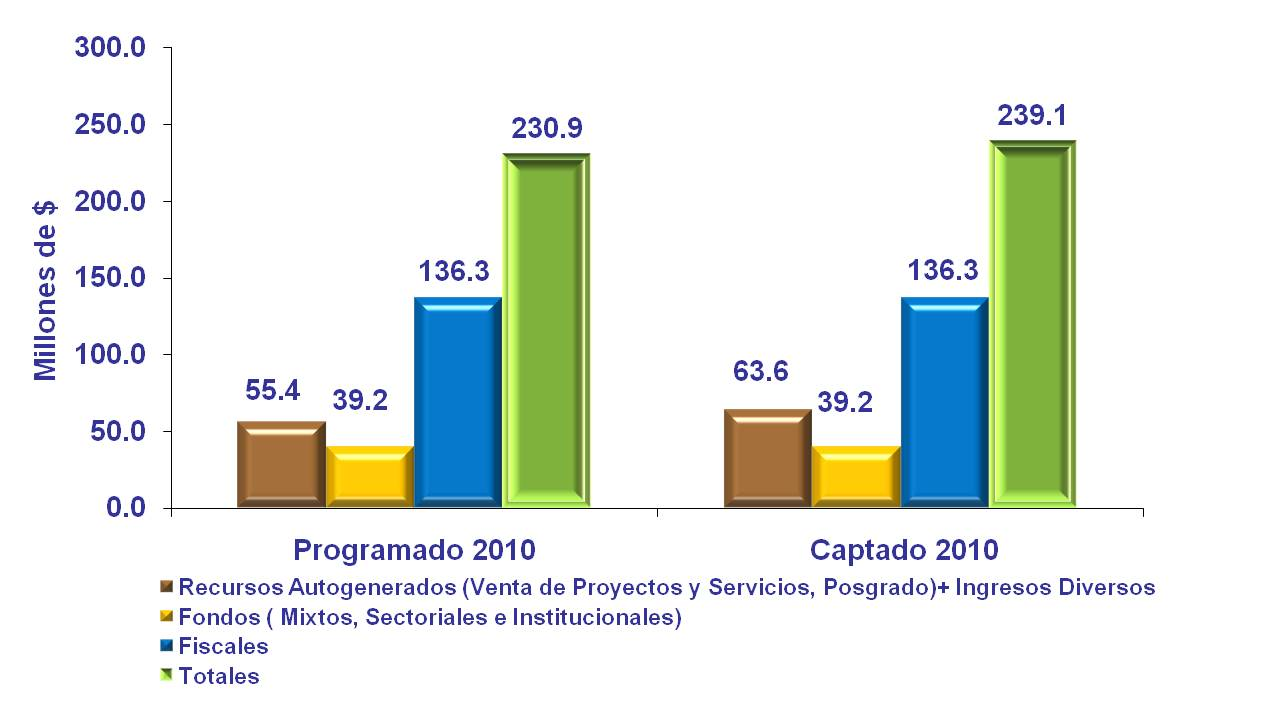 300.0
250.0
200.0
150.0
100.0
50.0
0.0
Millones de $
55.4
39.2
136.3
230.9
63.6
39.2
136.3
239.1
Programado 2010
Captado 2010
Recursos Autogenerados (Venta de Proyectos y Servicios, Posgrado)+ Ingresos Diversos
Fondos ( Mixtos, Sectoriales e Institucionales)
Fiscales
Totales